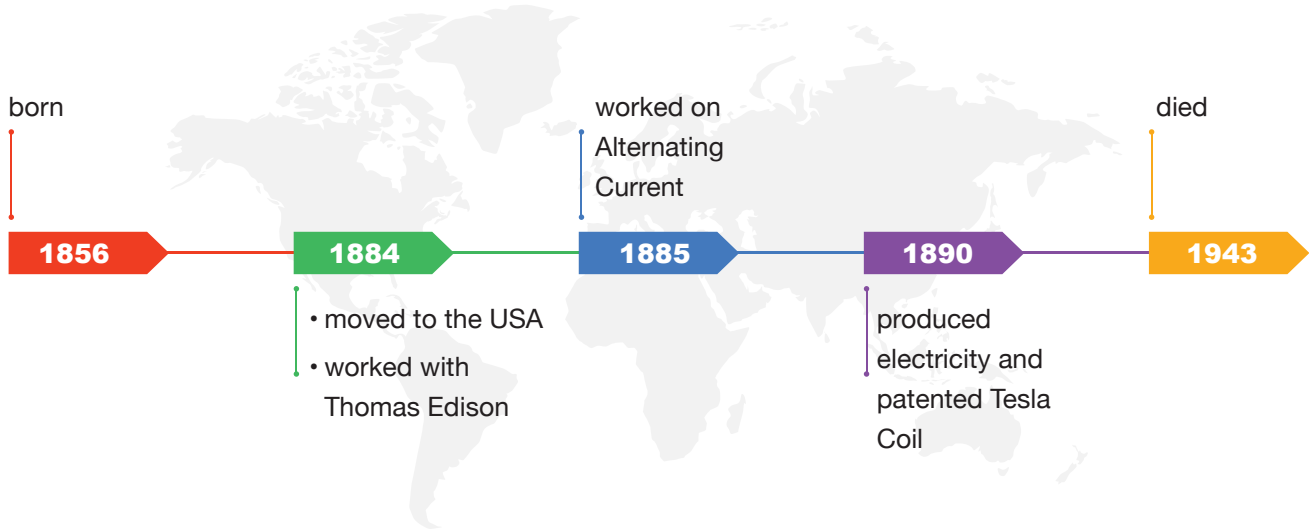 born
worked on
Alternating
Current
died
1856
1884
1885
1890
1943
• moved to the USA
• worked with
Thomas Edison
produced
electricity and
patented Tesla
Coil